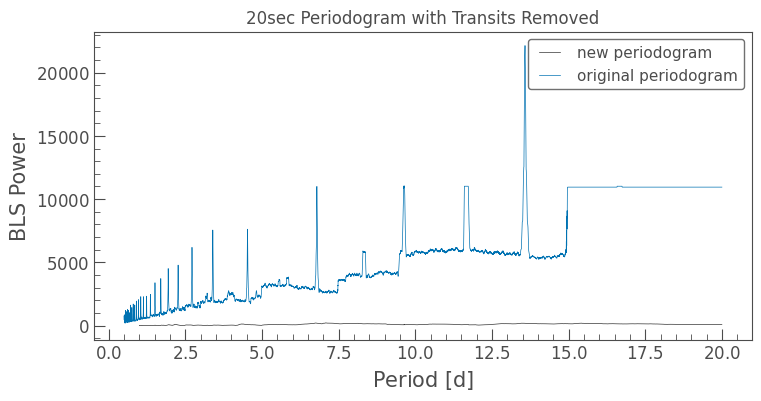 20sec Periodogram with Transits Removed
new periodogram
original periodogram
BLS Power
20000
15000
10000
5000
0
0.0 2.5 5.0 7.5 10.0 12.5 15.0 17.5 20.0
Period [d]